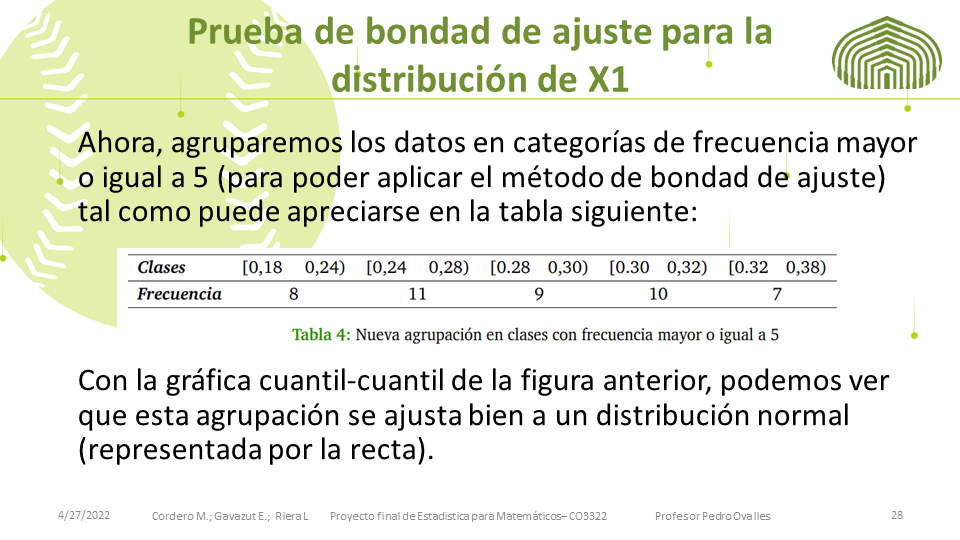 Prueba de bondad de ajuste para la
distribución de X1
Ahora, agruparemos los datos en categorías de frecuencia mayor
o igual a 5 (para poder aplicar el método de bondad de ajuste)
tal como puede apreciarse en la tabla siguiente:
Clases [0,18 0,24) [0,24 0,28) [0.28 0,30) [0.30 0,32) [0.32 0,38)
Frecuencia 8 11 9 10 7
Tabla 4: Nueva agrupación en clases con frecuencia mayor o igual a 5
Con la gráfica cuantil-cuantil de la figura anterior, podemos ver
que esta agrupación se ajusta bien a un distribución normal
(representada por la recta).
4/27/2022 Cordero M.; Gavazut E.; Riera L Proyecto final de Estadistica para Matemáticos– CO3322 Profesor Pedro Ovalles 28